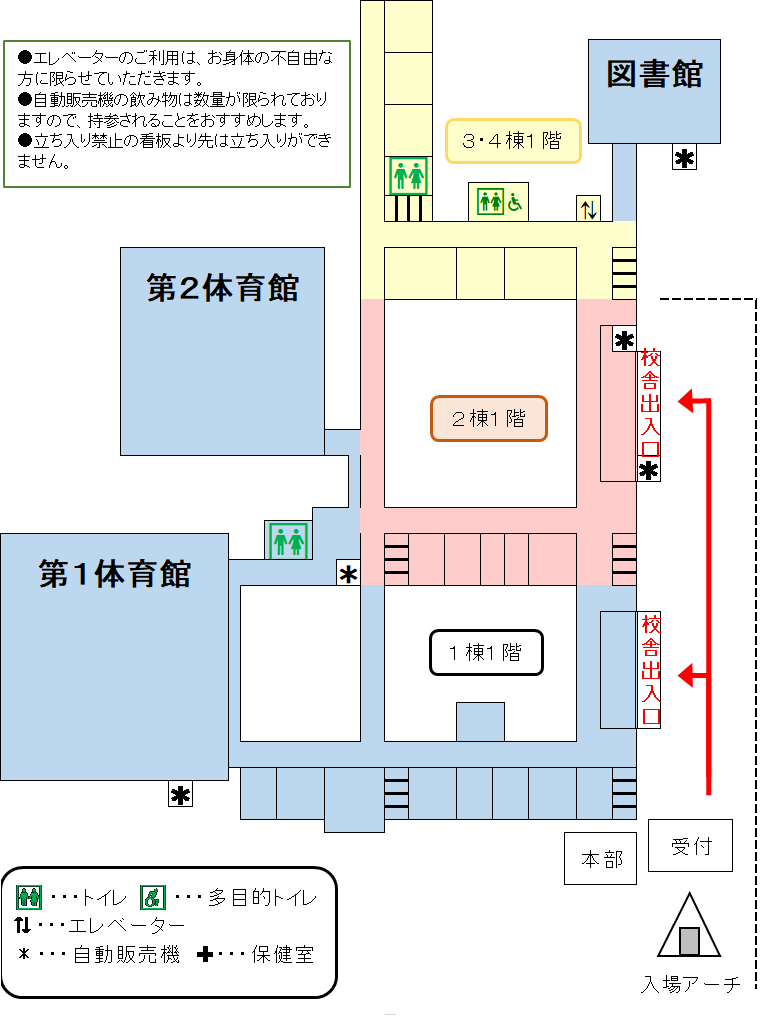 ●エレベーターのご利用は、お身体の不自由な
方に限らせていただきます。
●自動販売機の飲み物は数量が限られており
ますので、持参されることをおすすめします。
●立ち入り禁止の看板より先は立ち入りができ
ません。
図書館
3・4棟1階
第2体育館
校舎出入口
2棟1階
第1体育館
校舎出入口
1棟1階
本部
受付
・・・トイレ ・・・多目的トイレ
・・・エレベーター
*・・・自動販売機 ・・・保健室
入場アーチ